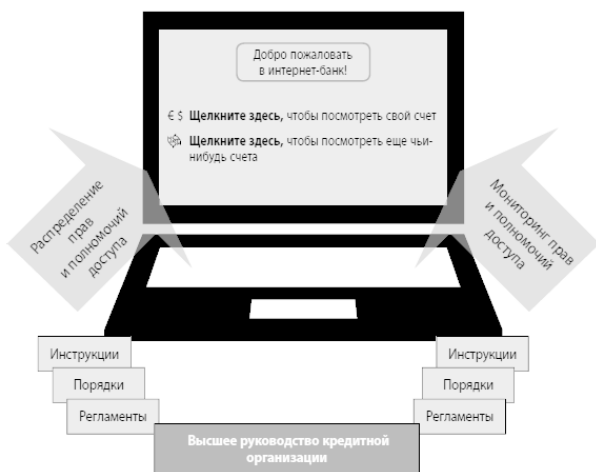 Добро пожаловать
в интернет-банк!
€ $ Щелкните здесь, чтобы посмотреть свой счет
Щелкните здесь, чтобы посмотреть еще чьи-
нибудь счета
Распределение
прав
и полномочий
доступа
Мониторинг прав
и полномочий
доступа
Инструкции
Порядки
Регламенты
Инструкции
Порядки
Регламенты
Высшее руководство кредитной
организации